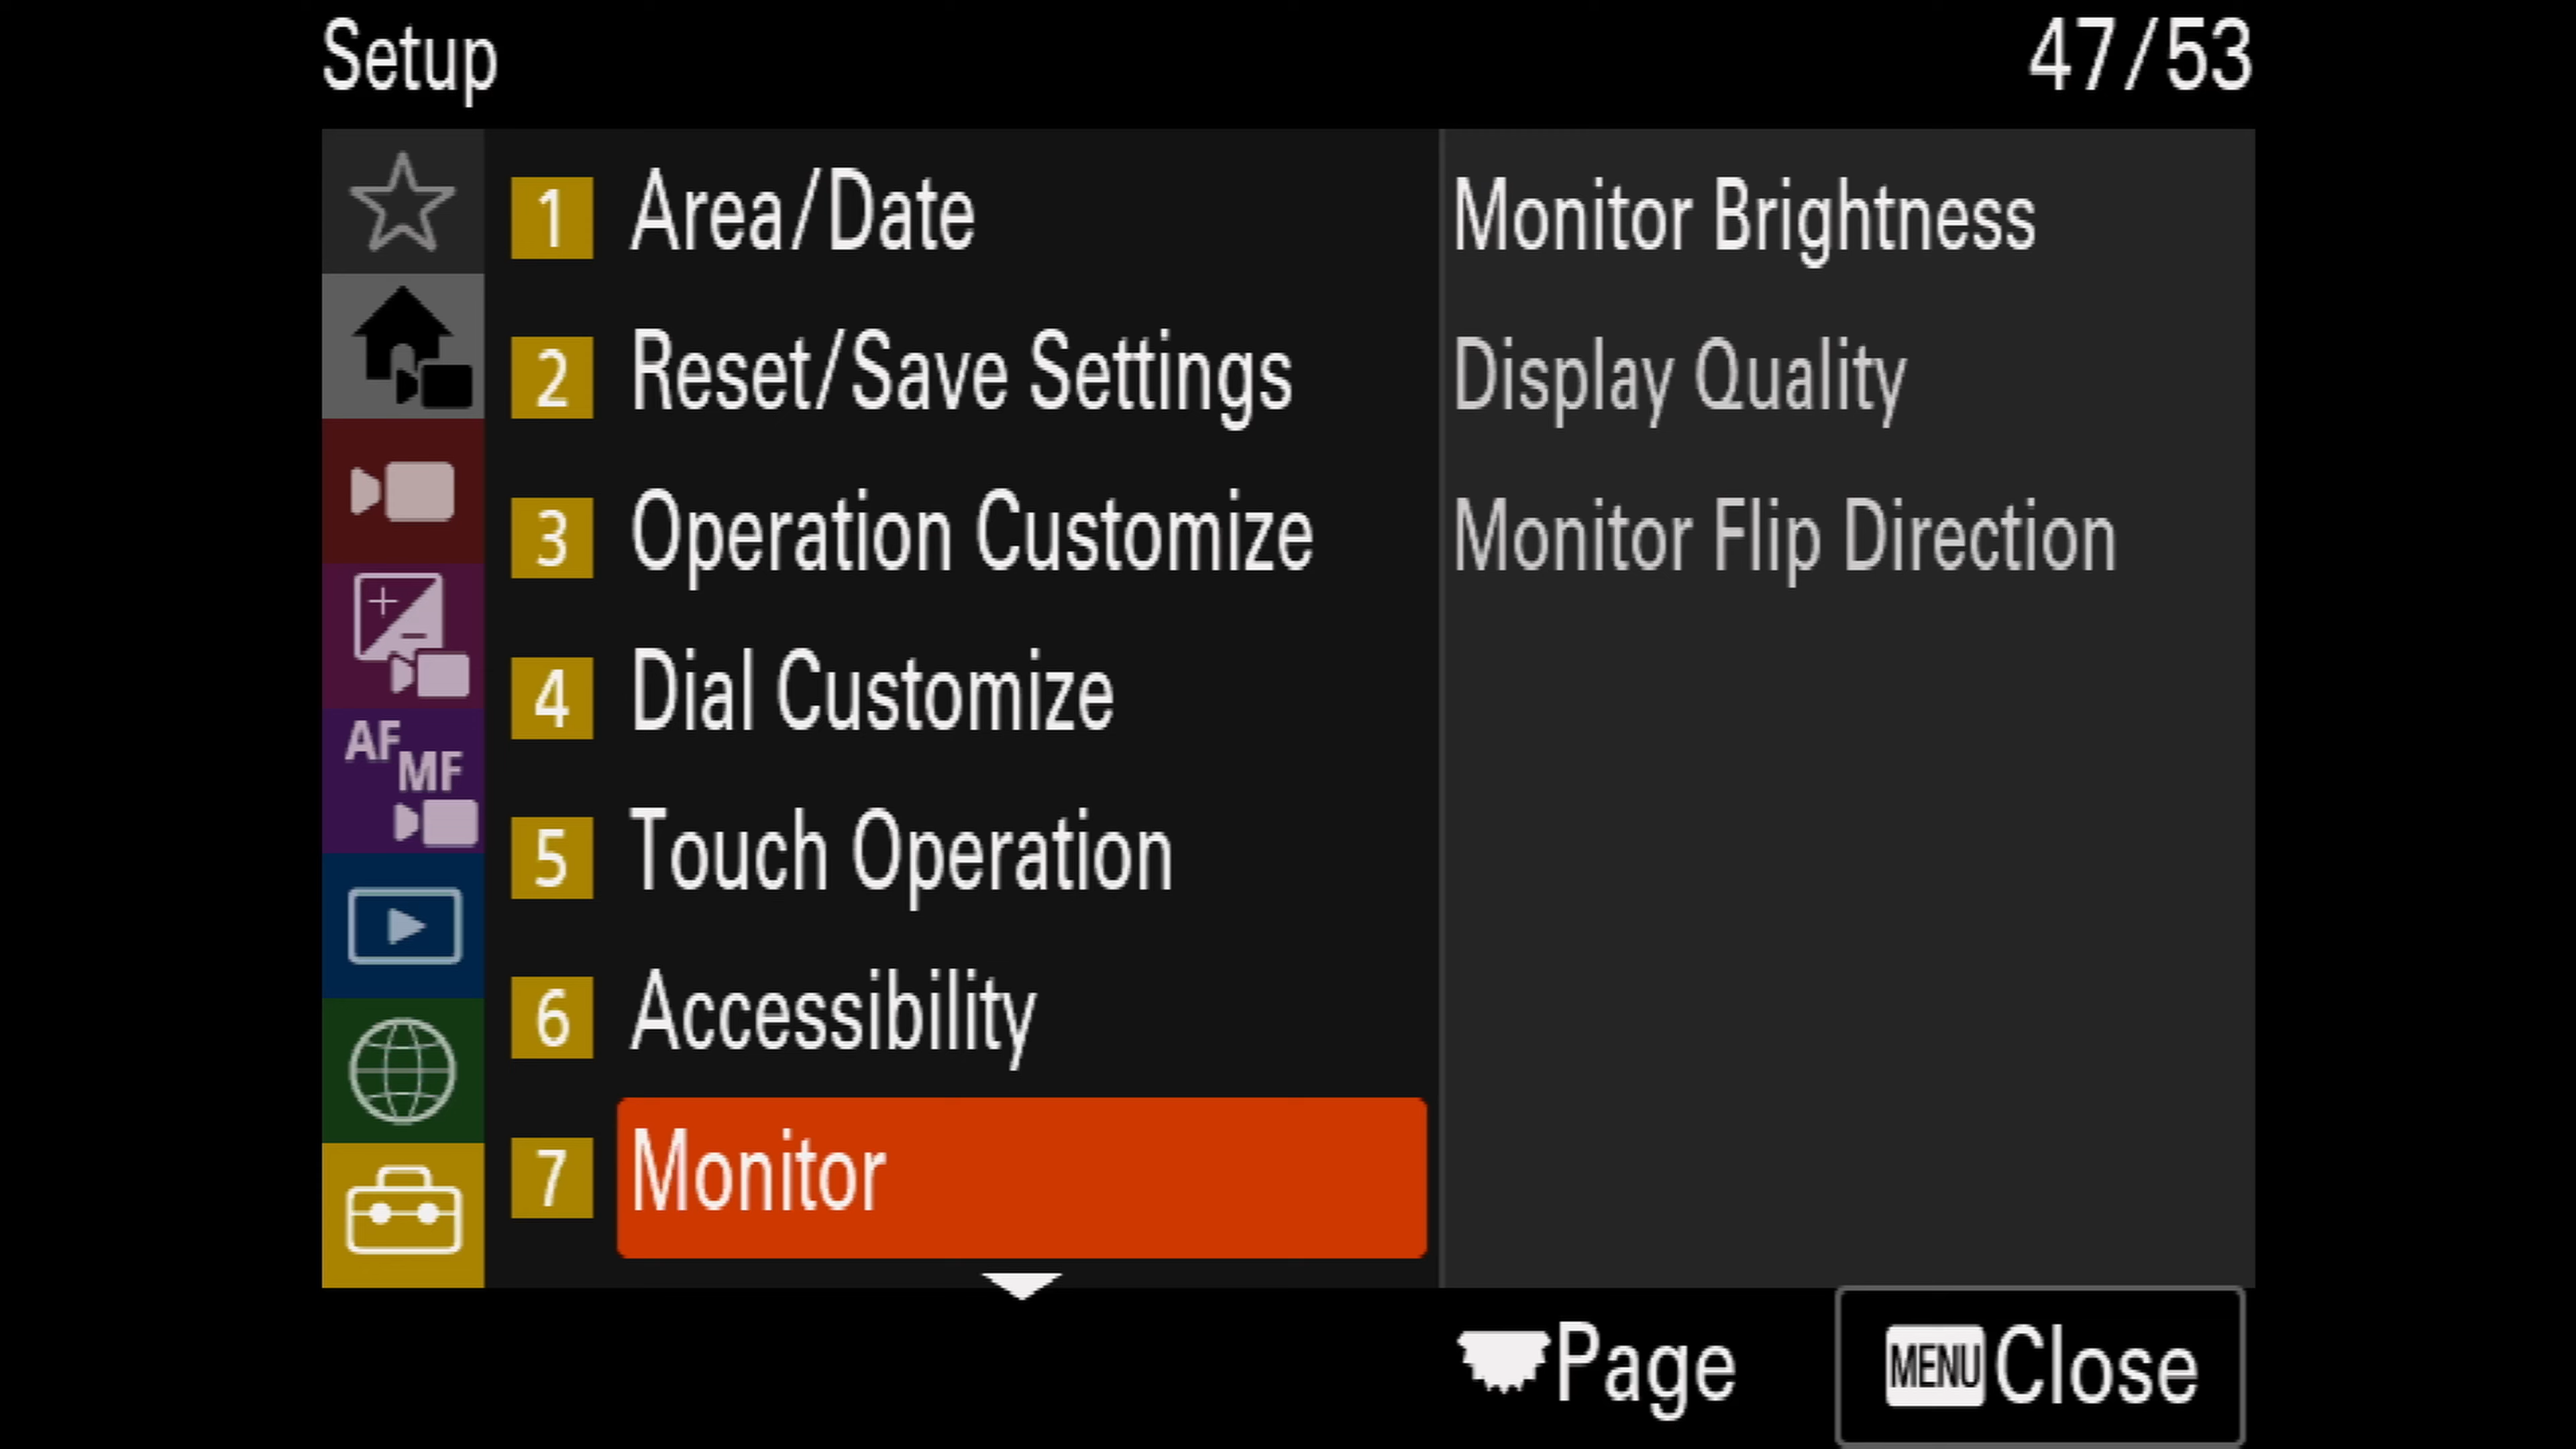 Setup 47/53
1 Area/Date
2 Reset/Save Settings
3 Operation Customize
4 Dial Customize
AF MF
5 Touch Operation
6 Accessibility
7 Monitor
Monitor Brightness
Display Quality
Monitor Flip Direction
Page MENU Close